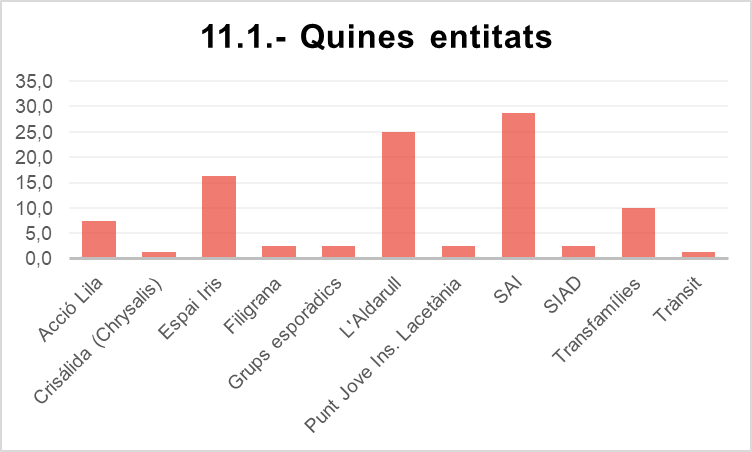 11.1.- Quines entitats
35,0
30,0
25,0
20,0
15,0
10,0
5,0
0,0
Acció Lila
Crisálida (Chrysalis)
Espai Iris
Filigrana
Grups esporàdics
L'Aldarull
Punt Jove Ins. Lacetània
SAI
SIAD
Transfamílies
Trànsit